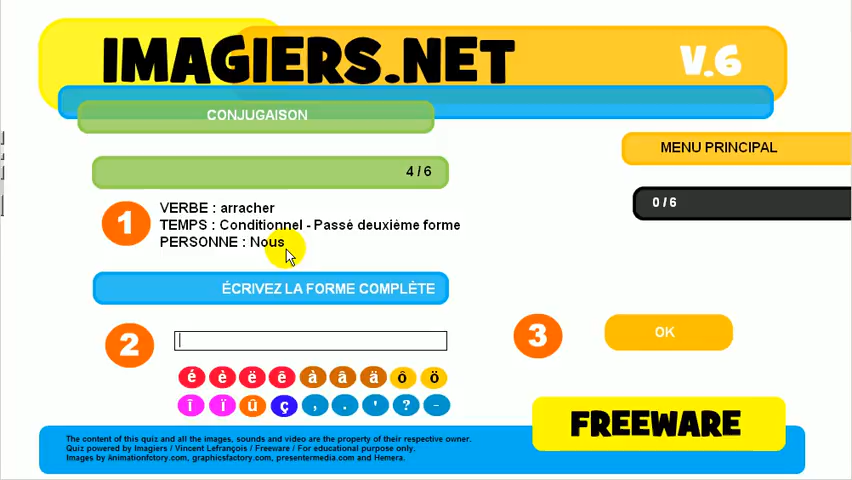 IMAGIERS.NET
V.6
CONJUGAISON
MENU PRINCIPAL
4 / 6
0 / 6
1
VERBE : arracher
TEMPS : Conditionnel - Passé deuxième forme
PERSONNE : Nous
ÉCRIVEZ LA FORME COMPLÈTE
2
3
OK
é è ë ê à â ä ô ö
î ï û ç , . ' ? -
FREEWARE
The content of this quiz and all the images, sounds and video are the property of their respective owner.
Quiz powered by Imagiers / Vincent Lefrançois / Freeware / For educational purpose only.
Images by Animationfctory.com, graphicsfactory.com, presentermedia.com and Hemera.